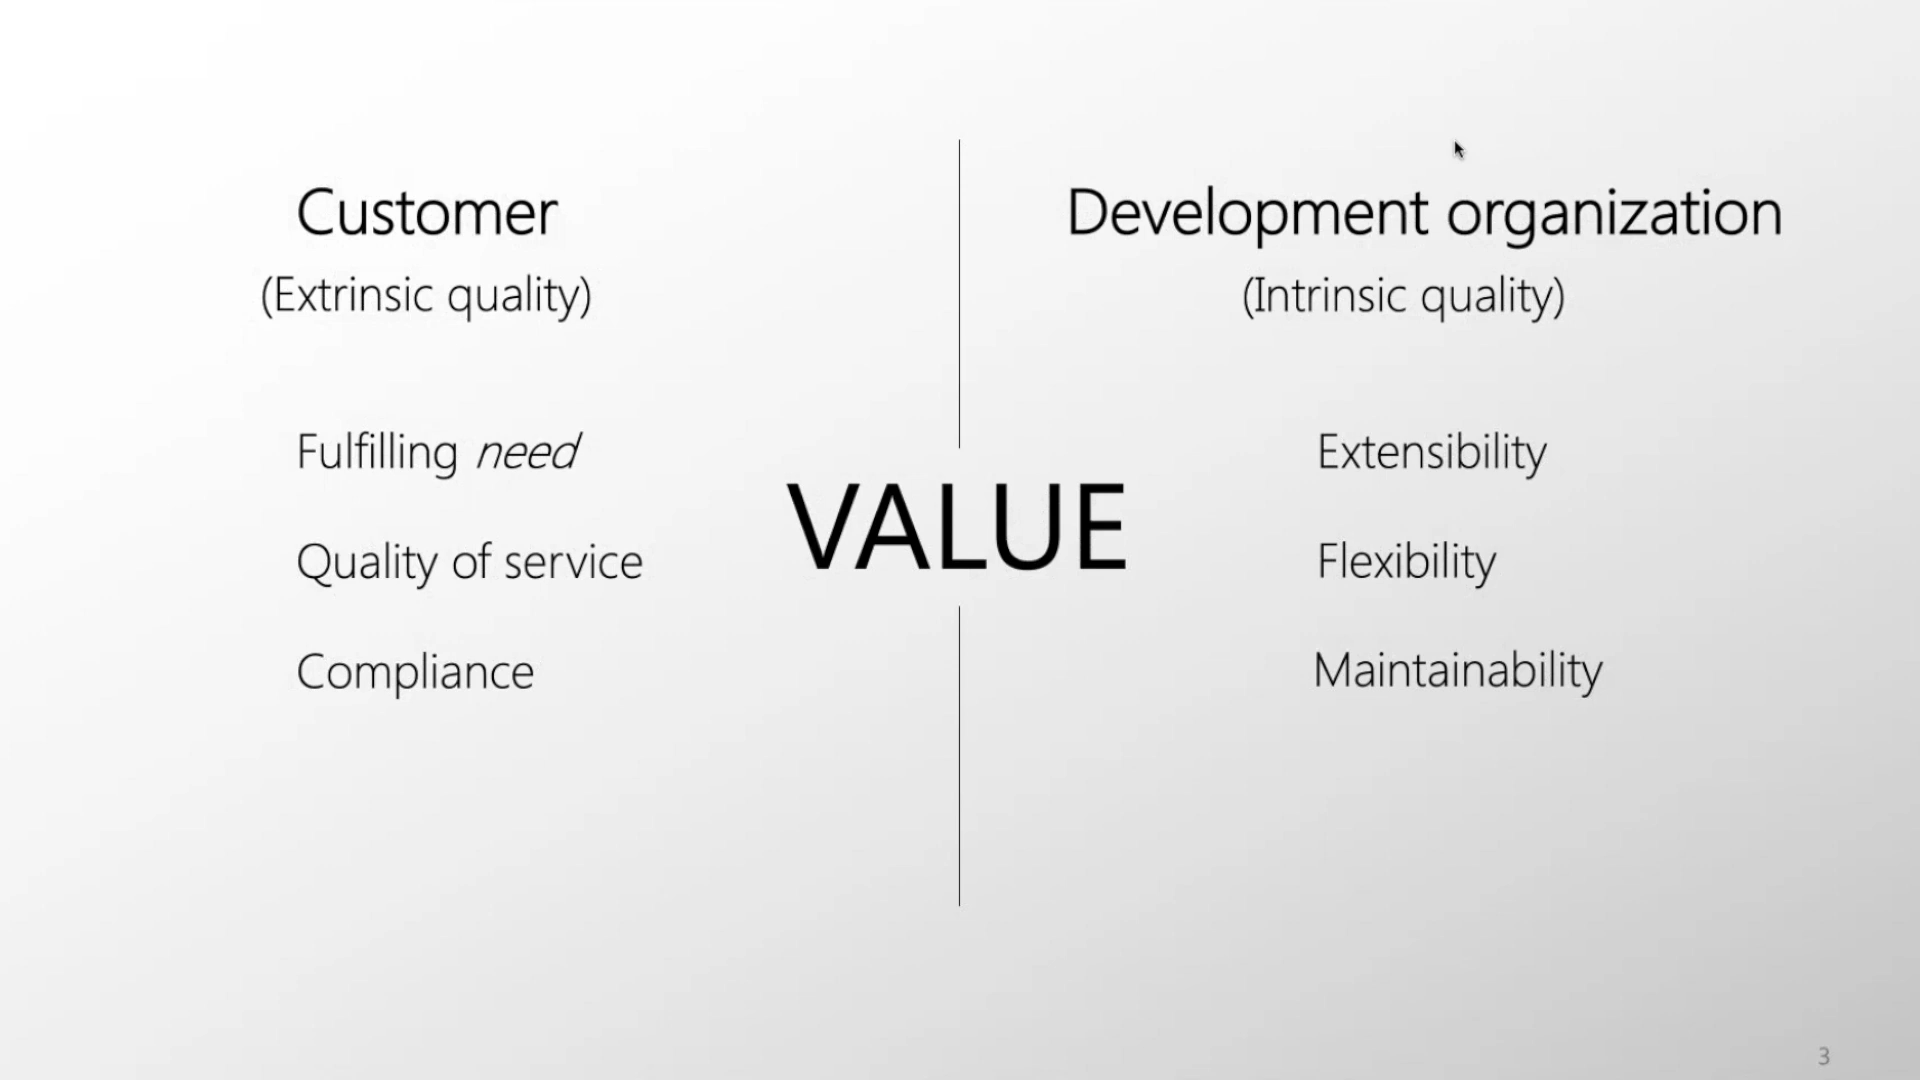 Customer
(Extrinsic quality)
Fulfilling need
Quality of service
Compliance
VALUE
Development organization
(Intrinsic quality)
Extensibility
Flexibility
Maintainability
3